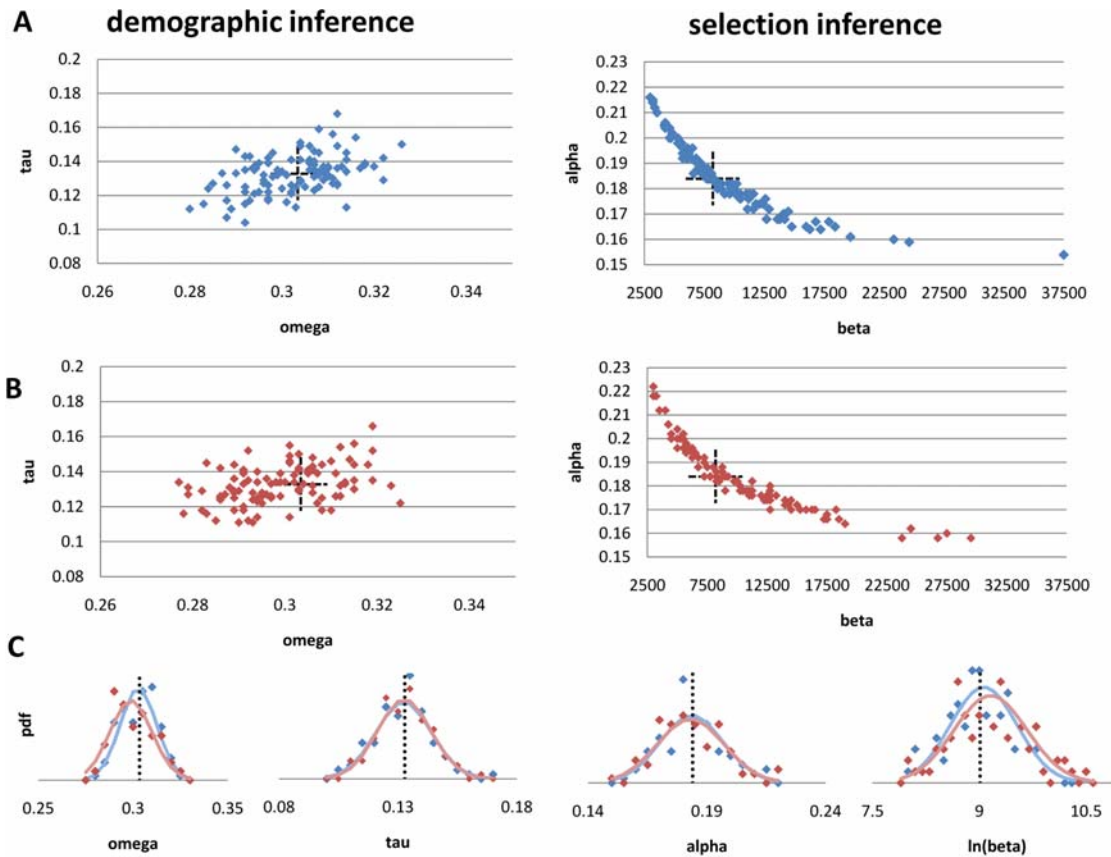 A demographic inference selection inference
0.2
0.18
0.16
0.14
0.12
0.1
0.08
tau
0.26 0.28 0.3 0.32 0.34
omega
0.23
0.22
0.21
0.2
0.19
0.18
0.17
0.16
0.15
alpha
2500 7500 12500 17500 22500 27500 32500 37500
beta
B
0.2
0.18
0.16
0.14
0.12
0.1
0.08
tau
0.26 0.28 0.3 0.32 0.34
omega
0.23
0.22
0.21
0.2
0.19
0.18
0.17
0.16
0.15
alpha
2500 7500 12500 17500 22500 27500 32500 37500
beta
C
pdf
0.25 0.3 0.35
omega
0.08 0.13 0.18
tau
0.14 0.19 0.24
alpha
7.5 9 10.5
ln(beta)